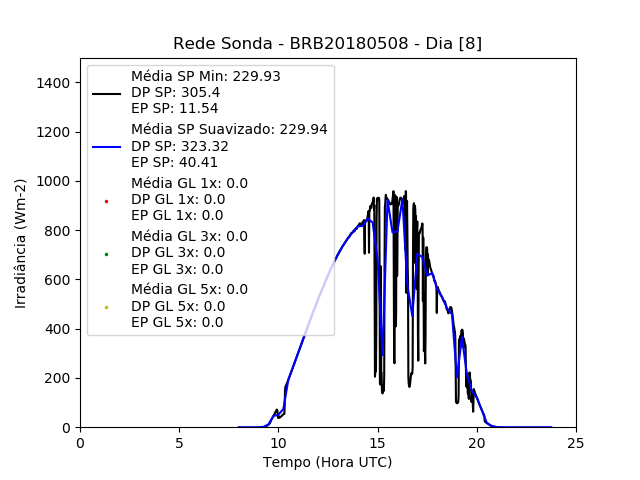 Rede Sonda - BRB20180508 - Dia [8]
Média SP Min: 229.93
DP SP: 305.4
EP SP: 11.54
Média SP Suavizado: 229.94
DP SP: 323.32
EP SP: 40.41
Média GL 1x: 0.0
DP GL 1x: 0.0
EP GL 1x: 0.0
Média GL 3x: 0.0
DP GL 3x: 0.0
EP GL 3x: 0.0
Média GL 5x: 0.0
DP GL 5x: 0.0
EP GL 5x: 0.0
Irradiância (Wm-2)
1400
1200
1000
800
600
400
200
0
0 5 10 15 20 25
Tempo (Hora UTC)